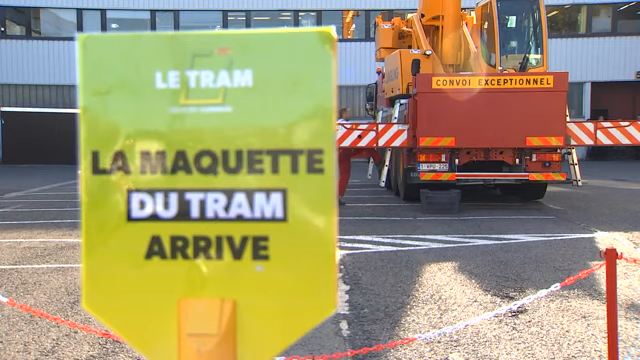 LE TRAM
LA MAQUETTE
DU TRAM
ARRIVE
CONVOI EXCEPTIONNEL